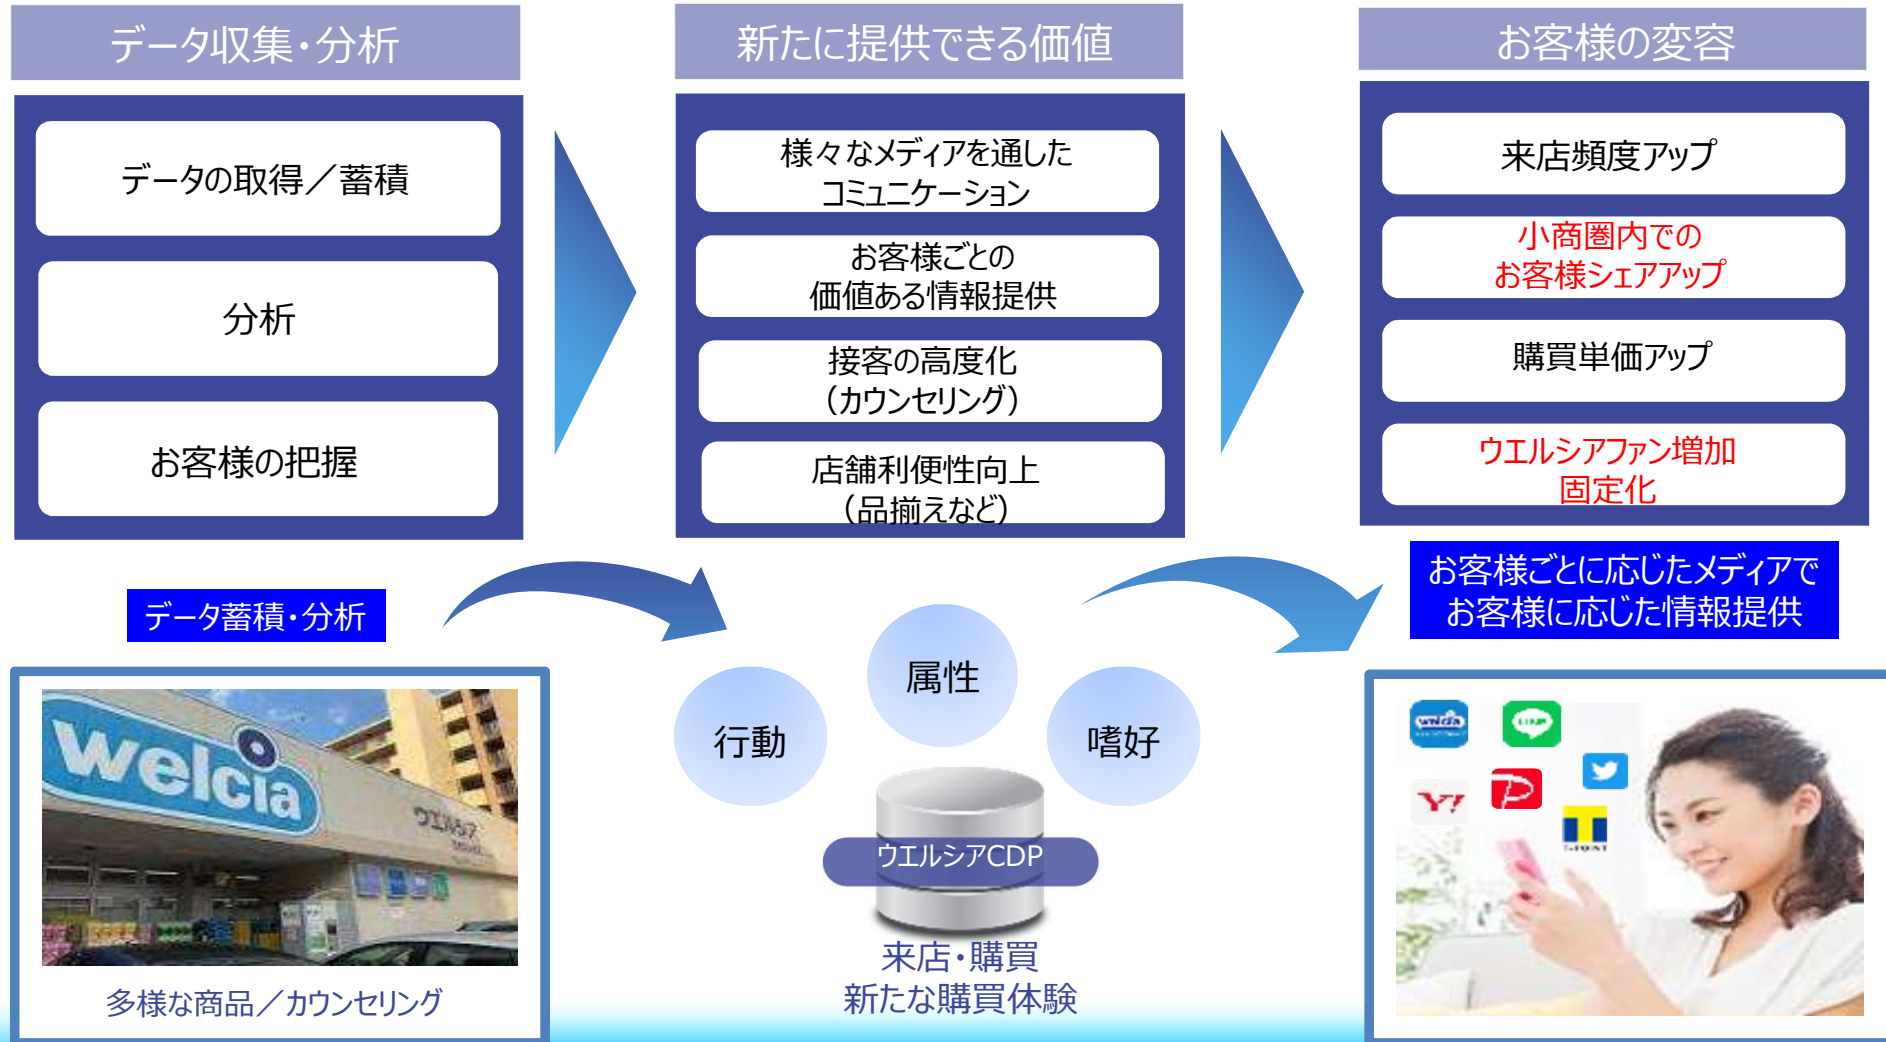 データ収集・分析
データの取得／蓄積
分析
お客様の把握
新たに提供できる価値
様々なメディアを通した
コミュニケーション
お客様ごとの
価値ある情報提供
接客の高度化
（カウンセリング）
店舗利便性向上
（品揃えなど）
お客様の変容
来店頻度アップ
小商圏内での
お客様シェアアップ
購買単価アップ
ウエルシアファン増加
固定化
データ蓄積・分析
welcia
ウエルシア
多様な商品／カウンセリング
行動
属性
嗜好
ウエルシアCDP
来店・購買
新たな購買体験
お客様ごとに応じたメディアで
お客様に応じた情報提供
welcia
LINE
Y!
P
T
T-POINT